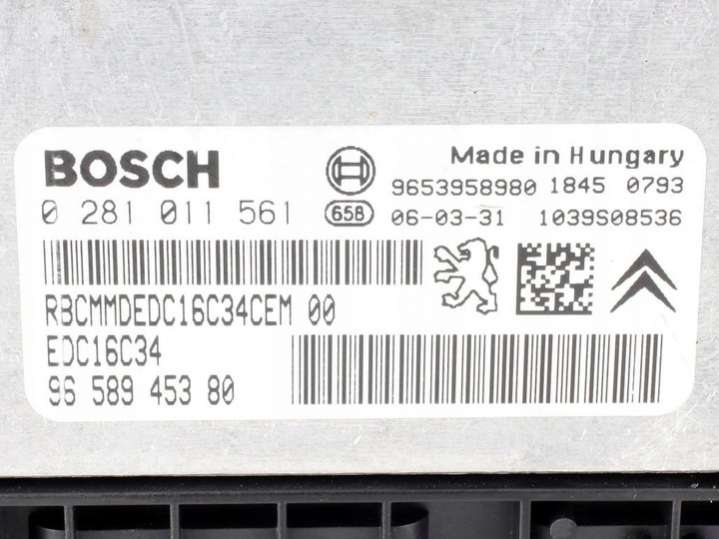 BOSCH
Made in Hungary
9653958980 1845 0793
0 281 011 561
658
06-03-31 1039S08536
RBCMMDEDC16C34CEM 00
EDC16C34
96 589 453 80